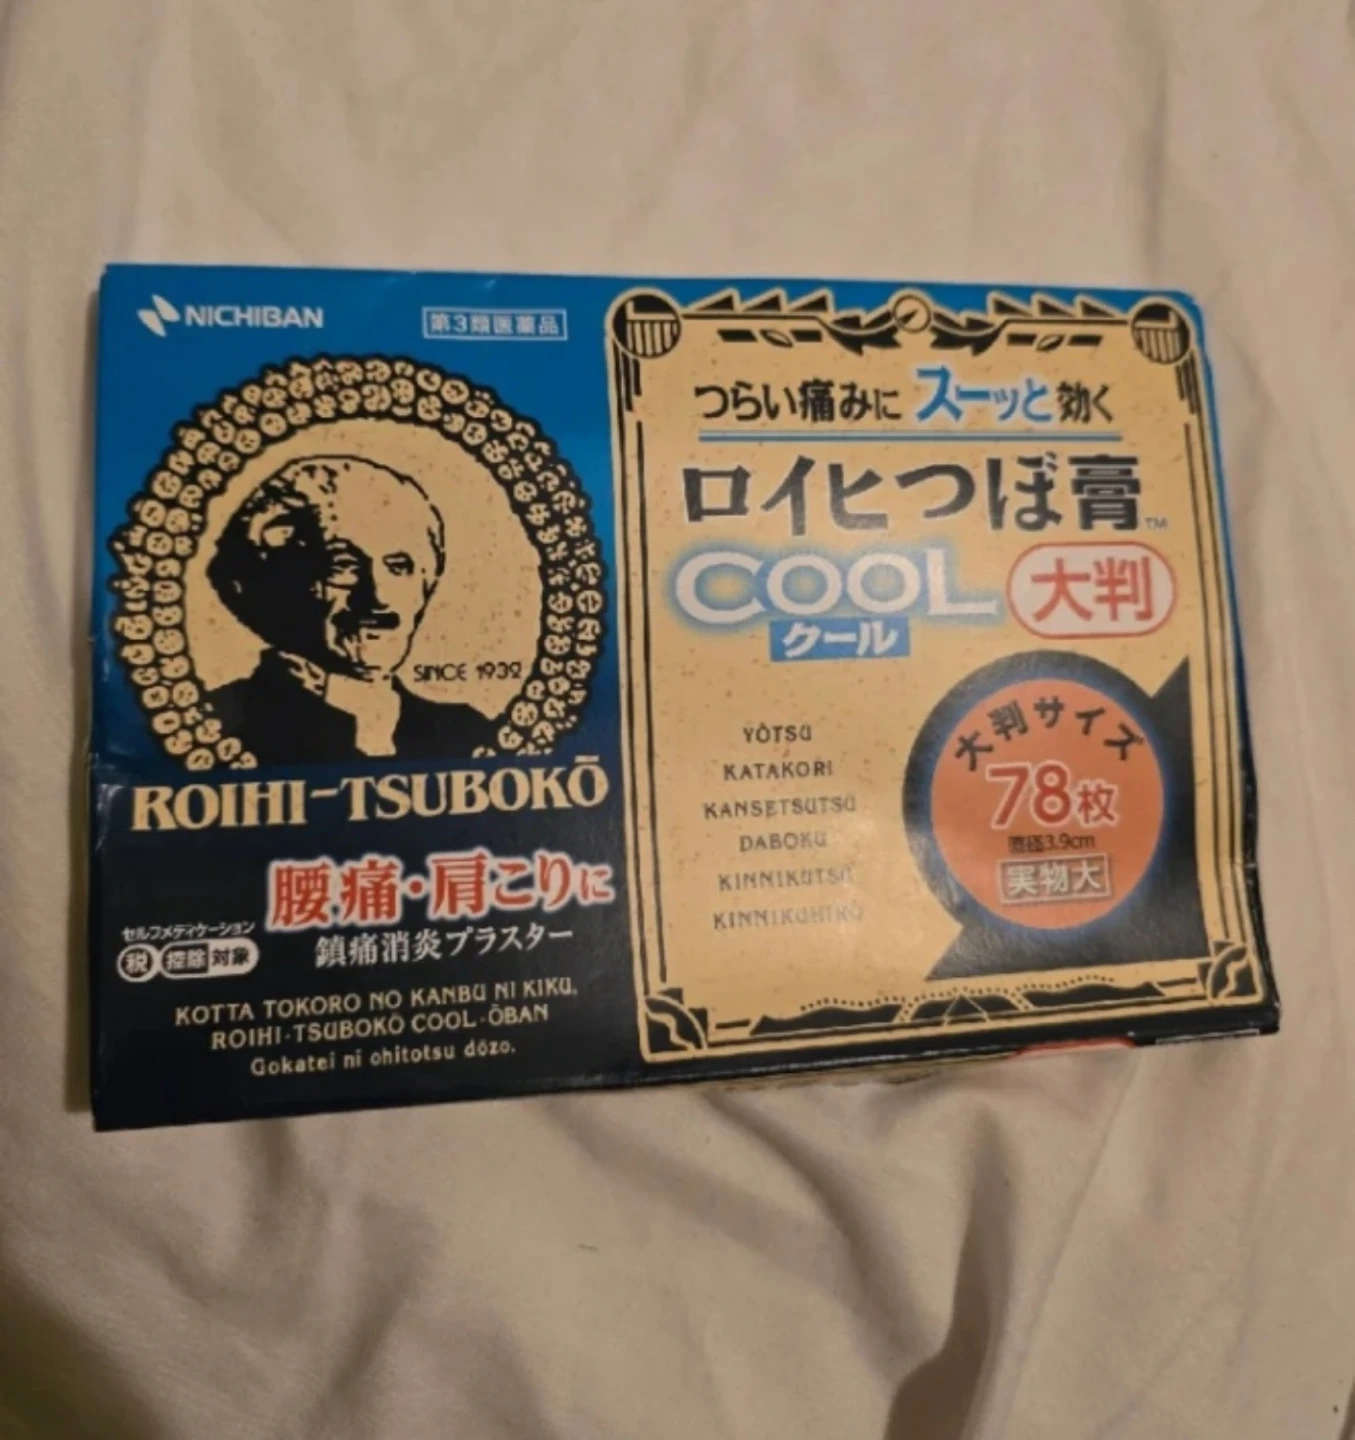 NICHIBAN
第3類医薬品
SINCE 1932
ROIHI-TSUBOKŌ
腰痛・肩こりに
鎮痛消炎プラスター
セルフメディケーション
税 控除 対象
KOTTA TOKORO NO KANBU NI KIKU,
ROIHI-TSUBOKŌ COOL-ŌBAN
Gokatei ni ohitotsu dōzo.
つらい痛みにスーッと効く
ロイヒつぼ膏™
COOL 大判
クール
YŌTSU
KATAKORI
KANSETSUTSŪ
DABOKU
KINNIKUTSŪ
KINNIKUHIRŌ
大判サイズ
78枚
直径3.9cm
実物大